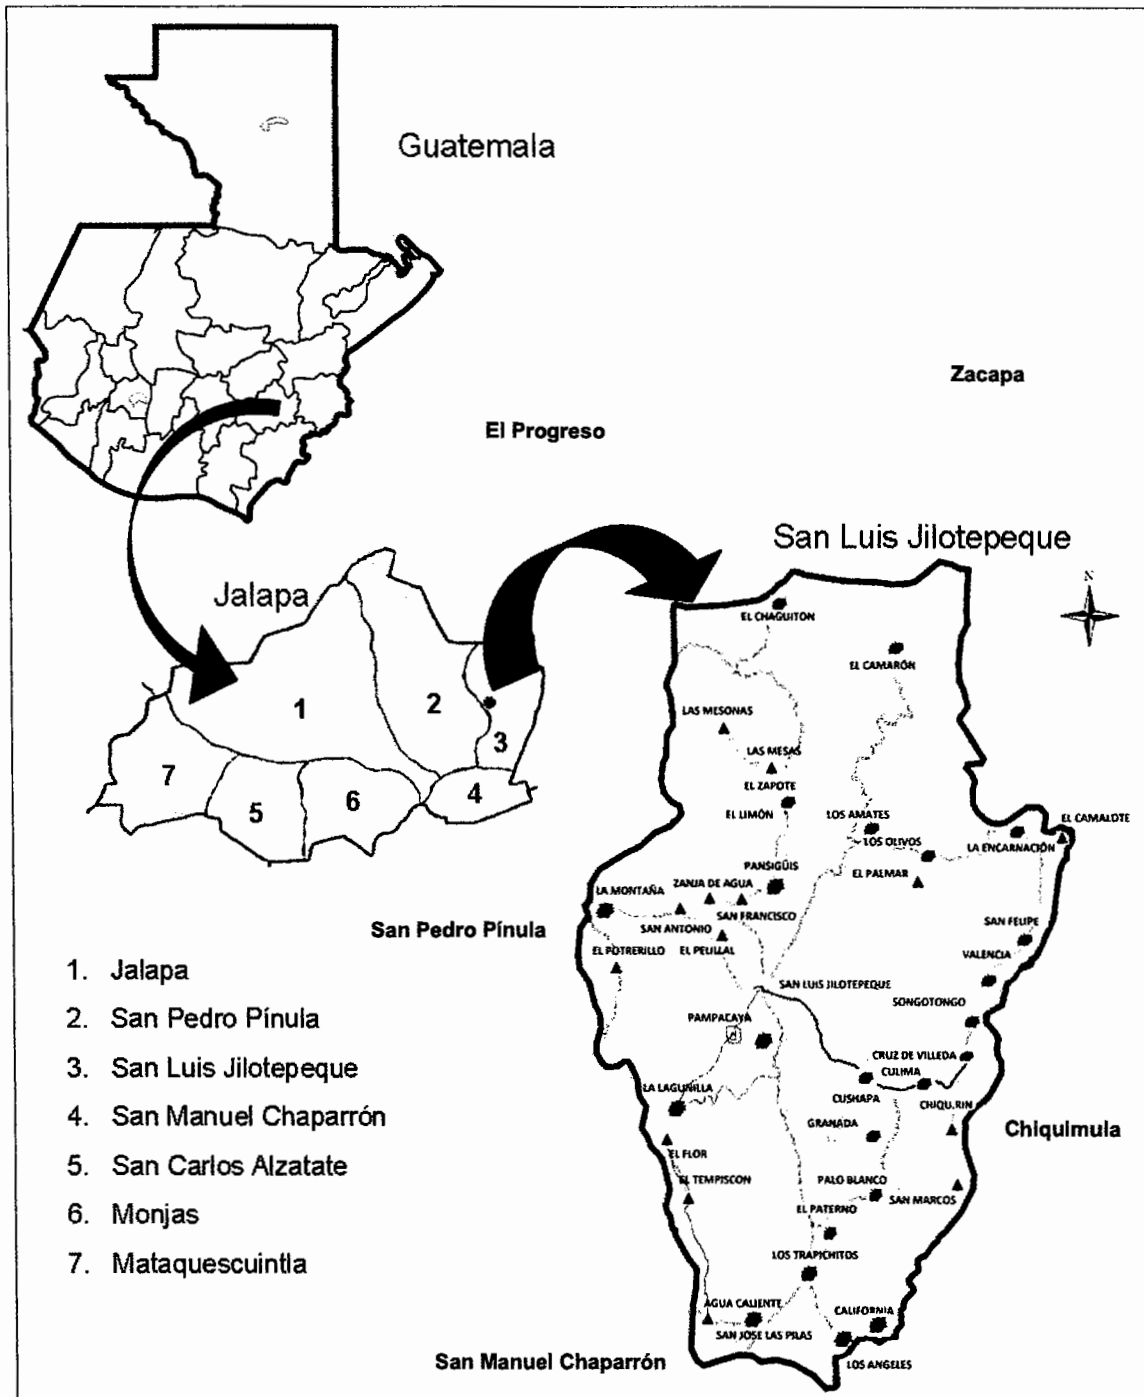 Guatemala
Zacapa
El Progreso
San Luis Jilotepeque
N
Jalapa
EL CHAGUITON
EL CAMARÓN
1
2
3
4
5
6
7
LAS MESONAS
LAS MESAS
EL ZAPOTE
EL LIMÓN
LOS AMATES
EL CAMALOTE
LOS OLIVOS
LA ENCARNACIÓN
PANSIGÜIS
EL PALMAR
LA MONTAÑA
ZANJA DE AGUA
SAN FRANCISCO
SAN ANTONIO
SAN FELIPE
San Pedro Pínula
EL POTRERILLO
EL PELILLAL
VALENCIA
SAN LUIS JILOTEPEQUE
SONGOTONGO
PAMPACAYA
CRUZ DE VILLEDA
CULIMA
LA LAGUNILLA
CUSHAPA
CHIQU.RIN
GRANADA
Chiquimula
EL FLOR
EL TEMPISCON
PALO BLANCO
SAN MARCOS
EL PATERNO
LOS TRAPICHITOS
AGUA CALIENTE
CALIFORNIA
SAN JOSE LAS PILAS
LOS ANGELES
San Manuel Chaparrón
1. Jalapa
2. San Pedro Pínula
3. San Luis Jilotepeque
4. San Manuel Chaparrón
5. San Carlos Alzatate
6. Monjas
7. Mataquescuintla